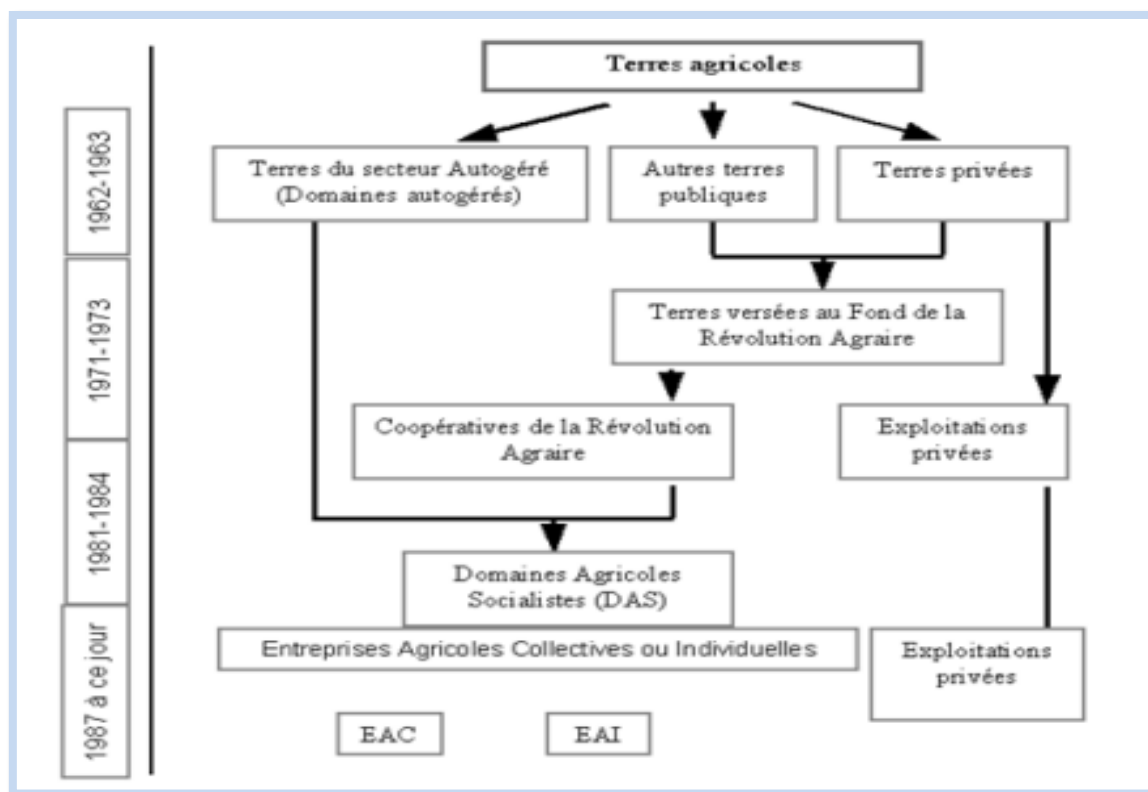 Terres agricoles
1962-1963
Terres du secteur Autogéré
(Domaines autogérés)
Autres terres
publiques
Terres privées
1971-1973
Terres versées au Fond de la
Révolution Agraire
Coopératives de la Révolution
Agraire
Exploitations
privées
1981-1984
Domaines Agricoles
Socialistes (DAS)
1987 à ce jour
Entreprises Agricoles Collectives ou Individuelles
Exploitations
privées
EAC
EAI